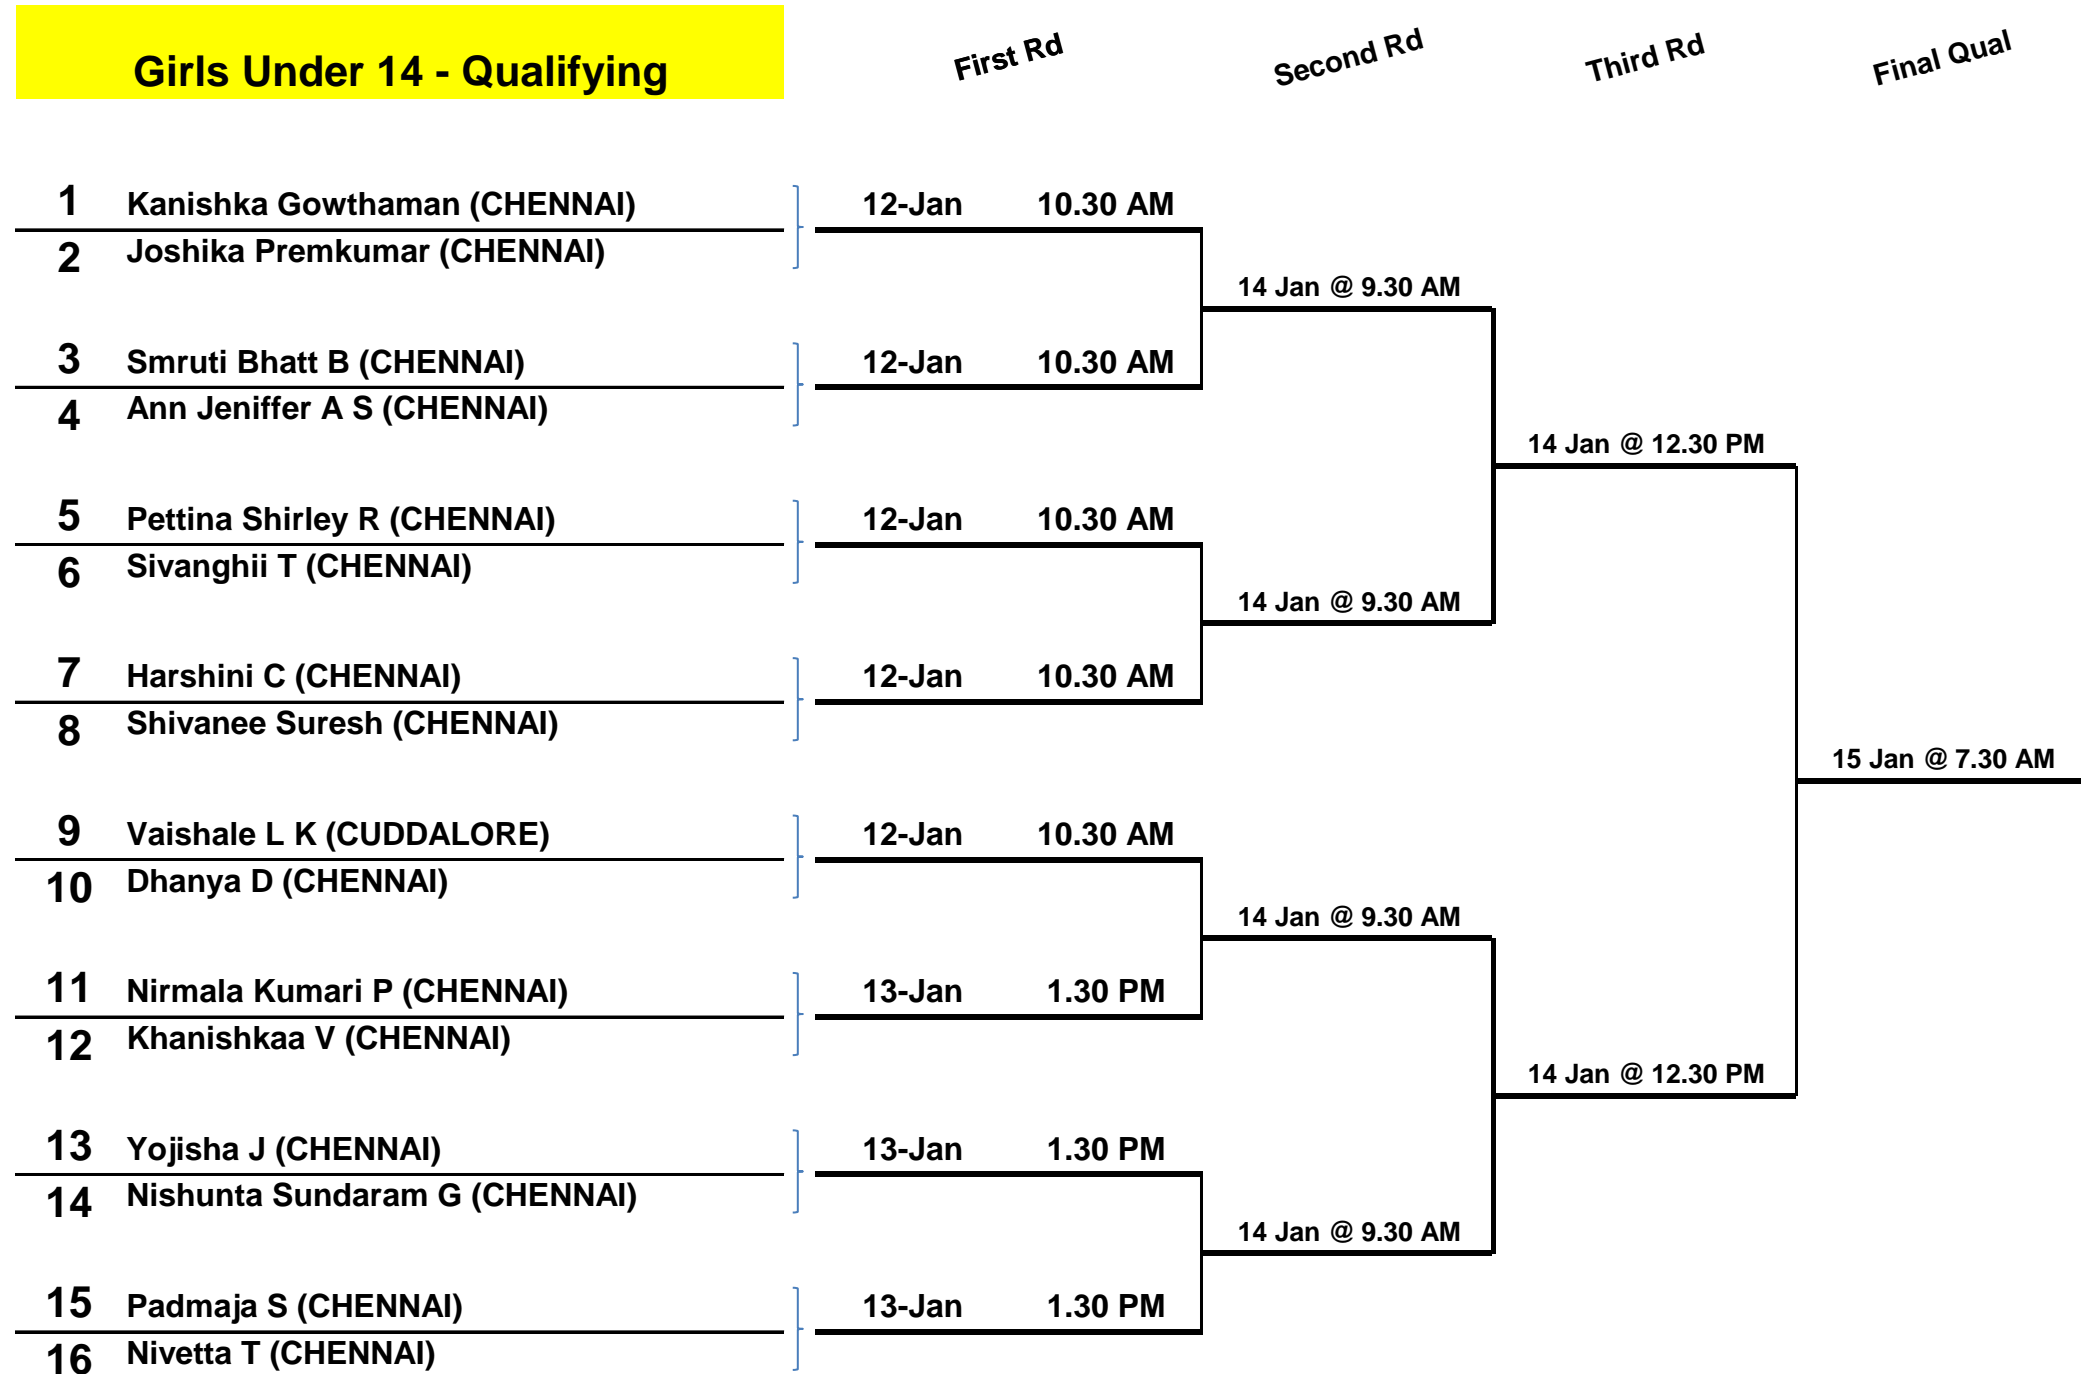 Girls Under 14 - Qualifying
First Rd
Second Rd
Third Rd
Final Qual
1 Kanishka Gowthaman (CHENNAI) 12-Jan 10.30 AM
2 Joshika Premkumar (CHENNAI)
14 Jan @ 9.30 AM
3 Smruti Bhatt B (CHENNAI) 12-Jan 10.30 AM
4 Ann Jeniffer A S (CHENNAI)
14 Jan @ 12.30 PM
5 Pettina Shirley R (CHENNAI) 12-Jan 10.30 AM
6 Sivanghii T (CHENNAI)
14 Jan @ 9.30 AM
7 Harshini C (CHENNAI) 12-Jan 10.30 AM
8 Shivanee Suresh (CHENNAI)
15 Jan @ 7.30 AM
9 Vaishale L K (CUDDALORE) 12-Jan 10.30 AM
10 Dhanya D (CHENNAI)
14 Jan @ 9.30 AM
11 Nirmala Kumari P (CHENNAI) 13-Jan 1.30 PM
12 Khanishkaa V (CHENNAI)
14 Jan @ 12.30 PM
13 Yojisha J (CHENNAI) 13-Jan 1.30 PM
14 Nishunta Sundaram G (CHENNAI)
14 Jan @ 9.30 AM
15 Padmaja S (CHENNAI) 13-Jan 1.30 PM
16 Nivetta T (CHENNAI)